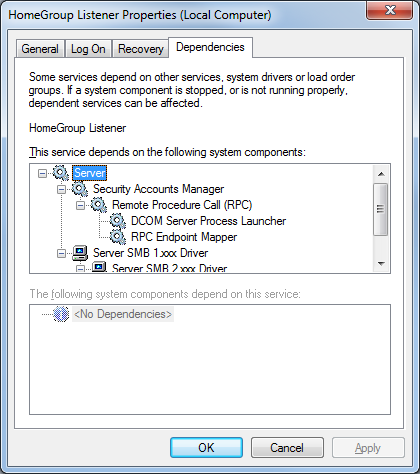 HomeGroup Listener Properties (Local Computer)
General Log On Recovery Dependencies
Some services depend on other services, system drivers or load order
groups. If a system component is stopped, or is not running properly,
dependent services can be affected.
HomeGroup Listener
This service depends on the following system components:
Server
Security Accounts Manager
Remote Procedure Call (RPC)
DCOM Server Process Launcher
RPC Endpoint Mapper
Server SMB 1.xxx Driver
Server SMB 2.xxx Driver
The following system components depend on this service:
<No Dependencies>
OK Cancel Apply